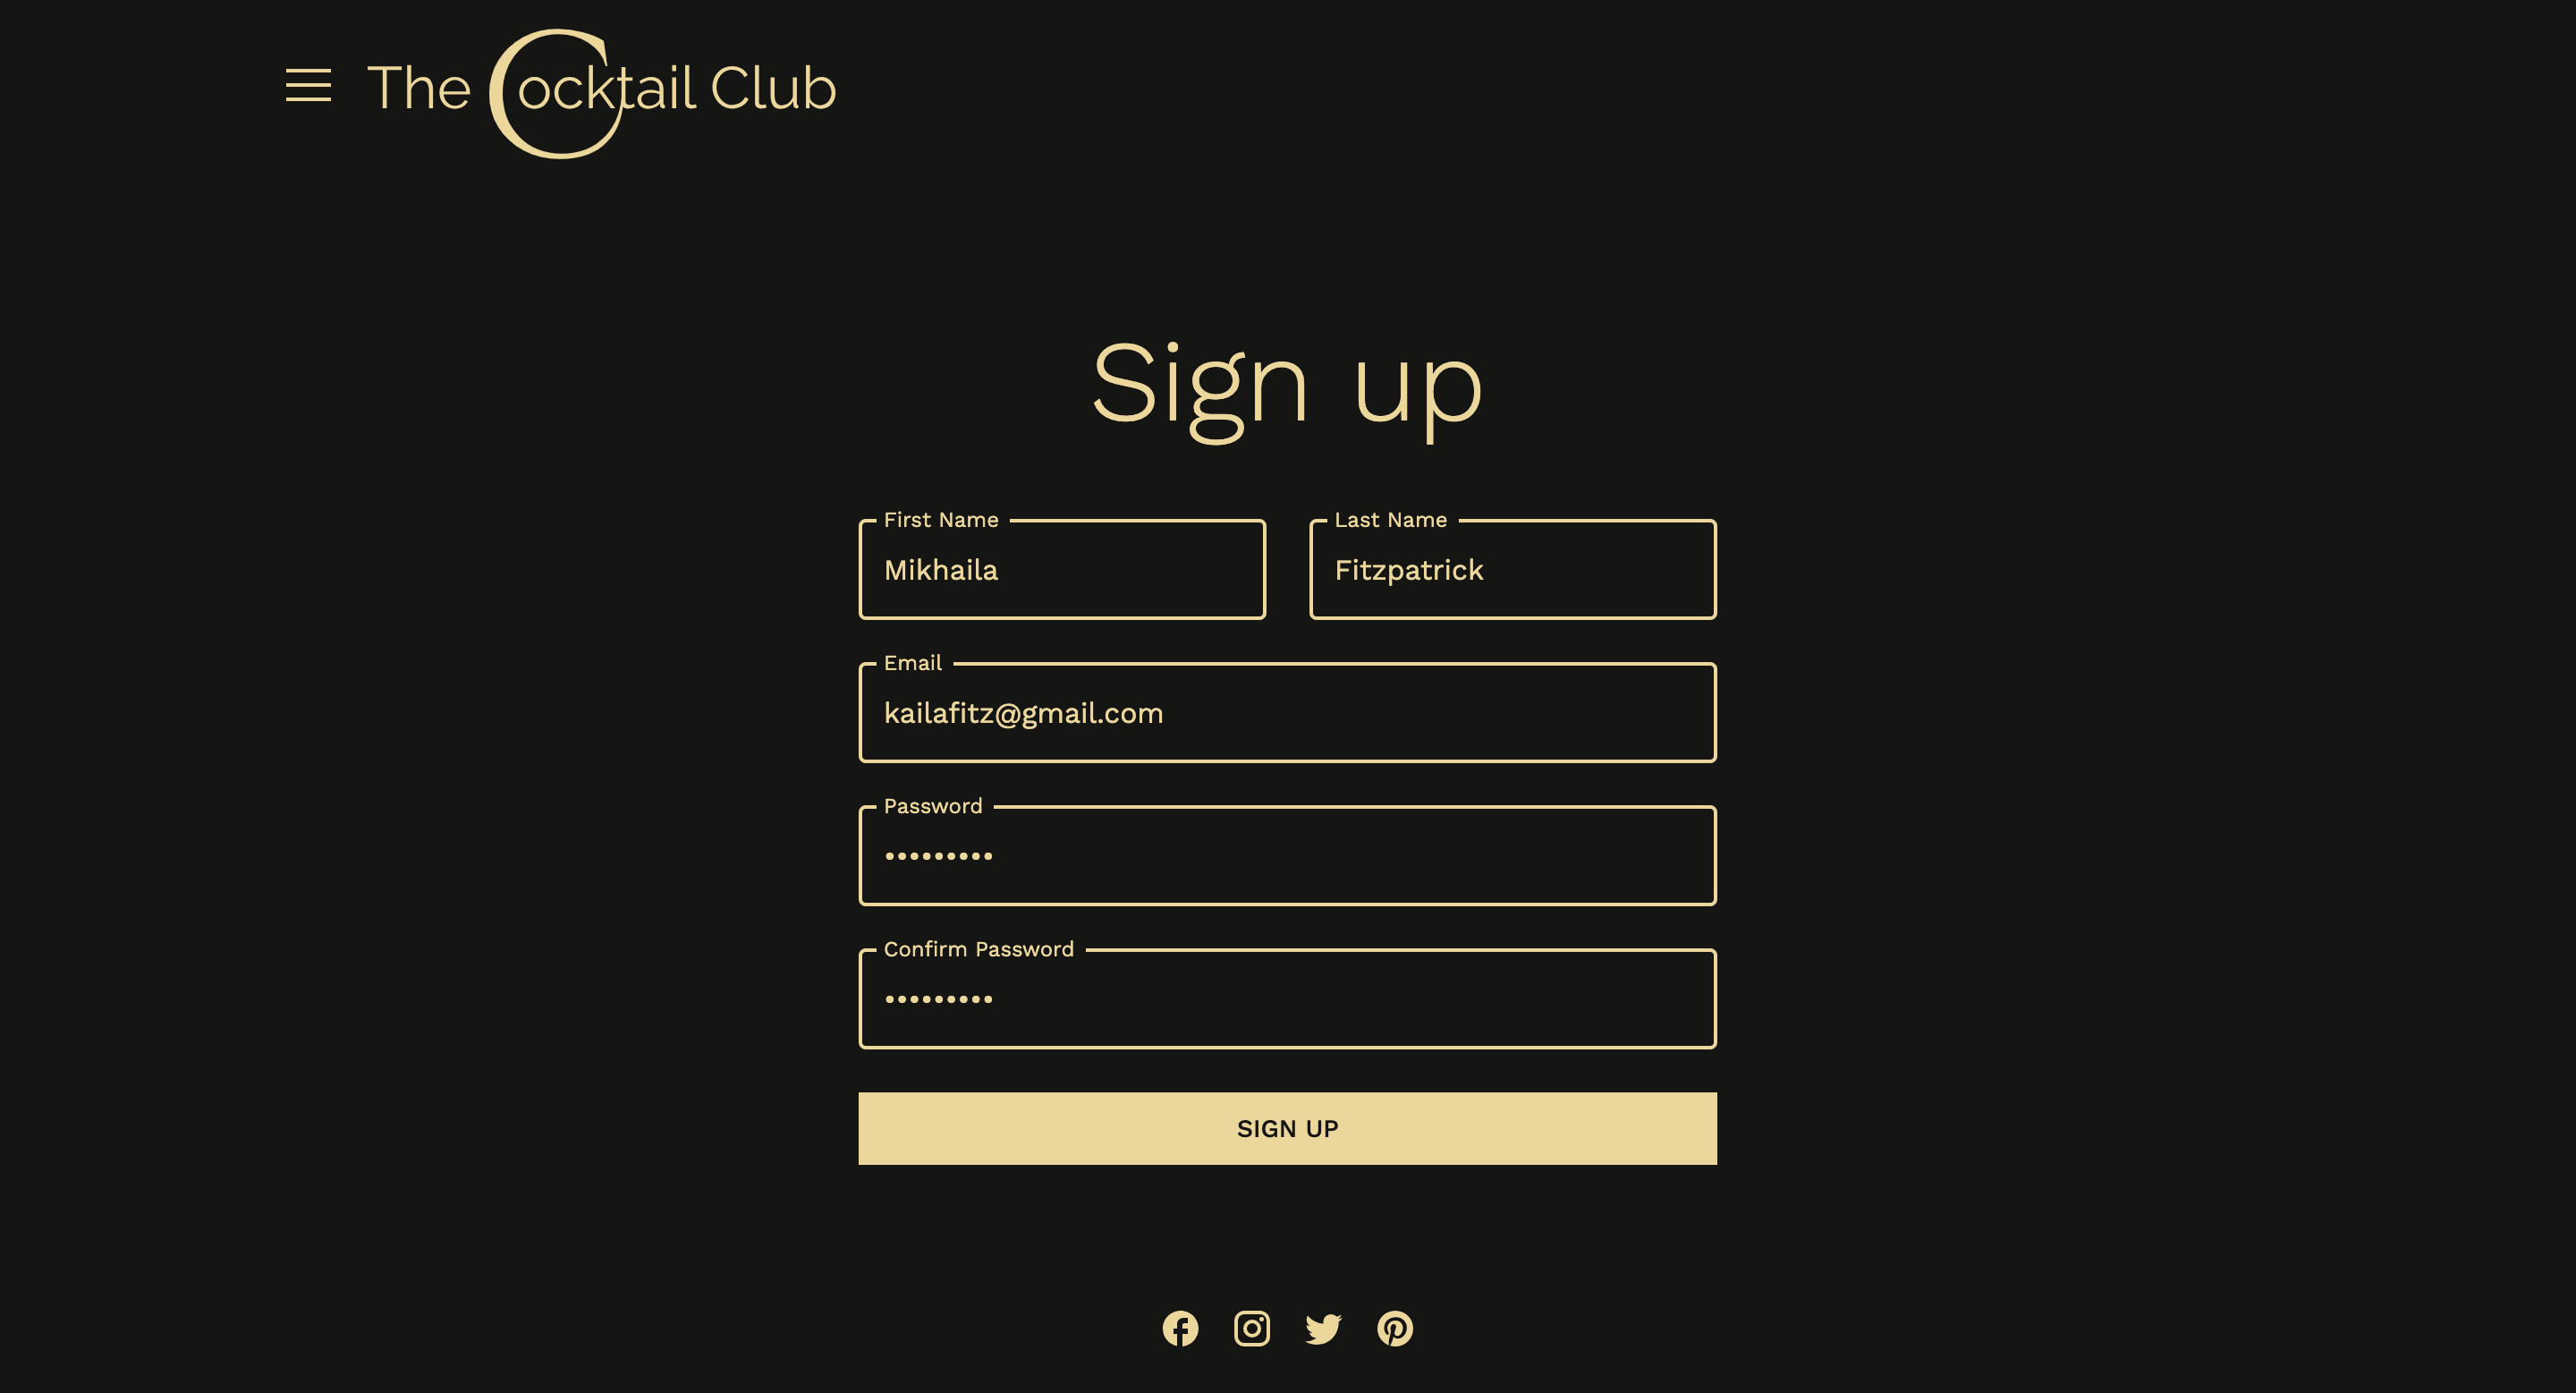 The Cocktail Club
Sign up
First Name
Last Name
Mikhaila
Fitzpatrick
Email
kailafitz@gmail.com
Password
•••••••••
Confirm Password
•••••••••
SIGN UP